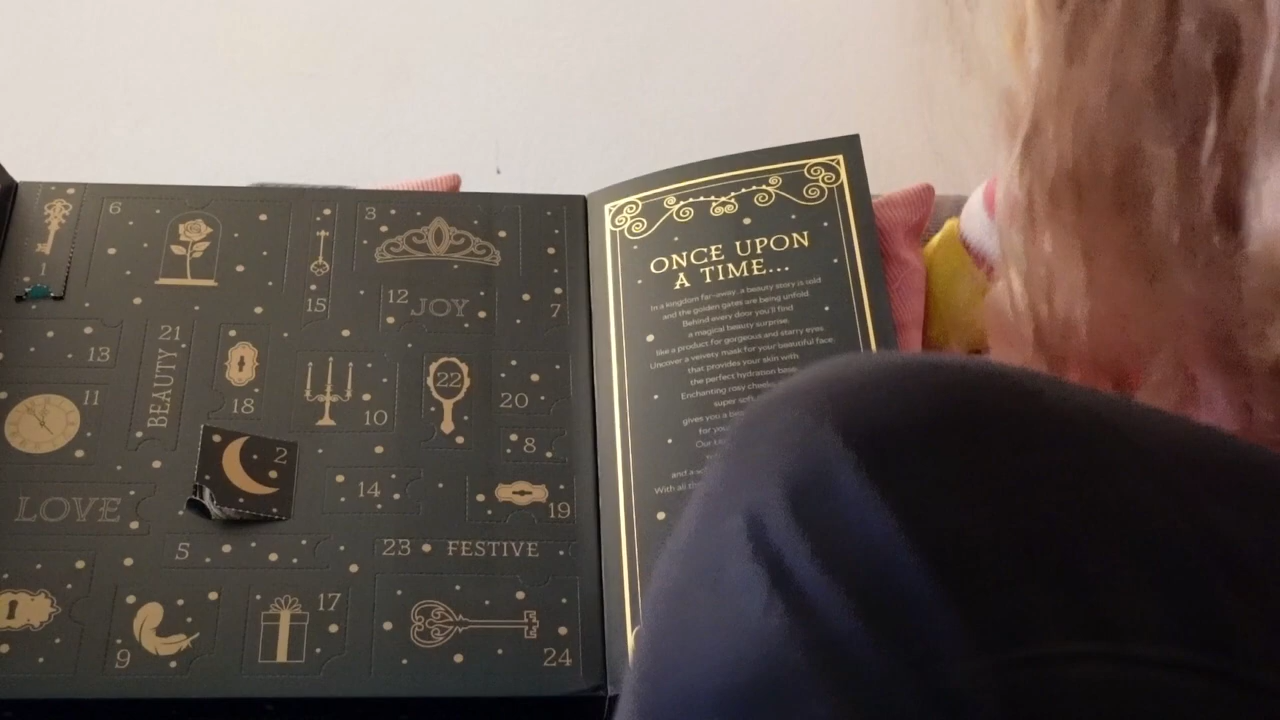 6
3
1
15
12 JOY
7
13
BEAUTY 21
18
10
22
20
11
8
2
14
19
LOVE
5
23 FESTIVE
9
17
24
ONCE UPON
A TIME...
In a kingdom far-away, a beauty story is told
and the golden gates are being unfold.
Behind every door you'll find
a magical beauty surprise.
like a product for gorgeous and starry eyes.
Uncover a velvety mask for your beautiful face,
that provides your skin with
the perfect hydration base.
Enchanting rosy cheeks
super soft
gives you a
for
Our
and a
With all